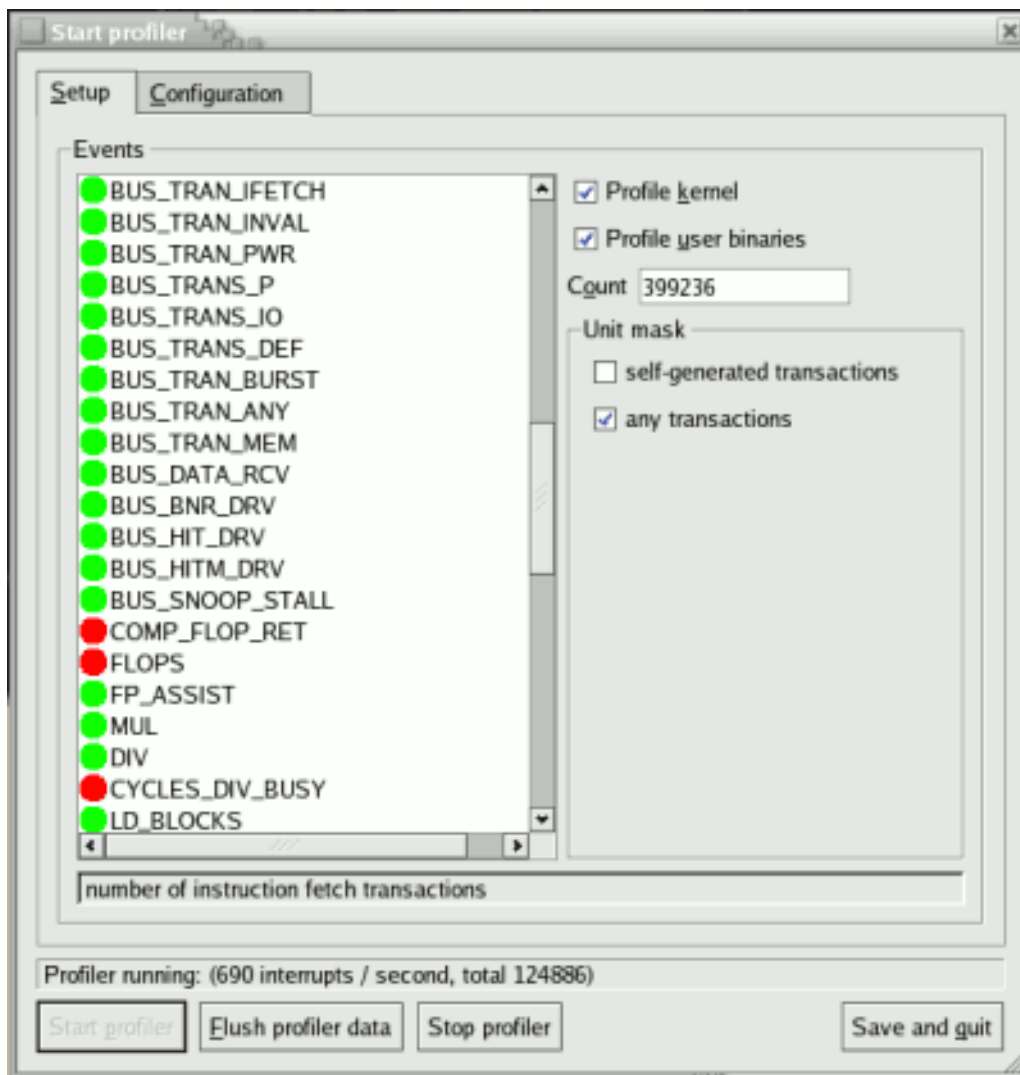 Start profiler
Setup
Configuration
Events
BUS_TRAN_IFETCH
BUS_TRAN_INVAL
BUS_TRAN_PWR
BUS_TRANS_P
BUS_TRANS_IO
BUS_TRANS_DEF
BUS_TRAN_BURST
BUS_TRAN_ANY
BUS_TRAN_MEM
BUS_DATA_RCV
BUS_BNR_DRV
BUS_HIT_DRV
BUS_HITM_DRV
BUS_SNOOP_STALL
COMP_FLOP_RET
FLOPS
FP_ASSIST
MUL
DIV
CYCLES_DIV_BUSY
LD_BLOCKS
Profile kernel
Profile user binaries
Count 399236
Unit mask
self-generated transactions
any transactions
number of instruction fetch transactions
Profiler running: (690 interrupts / second, total 124886)
Start profiler
Flush profiler data
Stop profiler
Save and quit